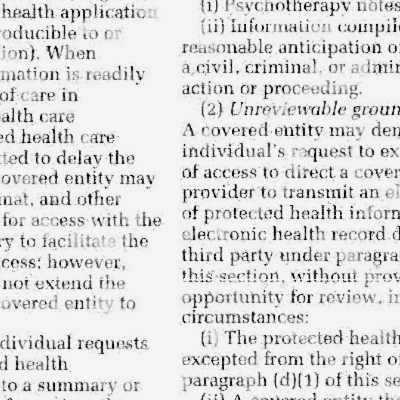 health application
roducible to or
ion). When
mation is readily
of care in
alth care
ed health care
ted to delay the
overed entity may
mat, and other
for access with the
ry to facilitate the
cess; however,
not extend the
overed entity to
dividual requests
d health
to a summary or
(i) Psychotherapy notes
(ii) Information compil
reasonable anticipation o
a civil, criminal, or admin
action or proceeding.
(2) Unreviewable groun
A covered entity may den
individual's request to ex
of access to direct a cover
provider to transmit an el
of protected health inform
electronic health record d
third party under paragra
this section, without prov
opportunity for review, in
circumstances:
(i) The protected health
excepted from the right o
paragraph (d)(1) of this se
(ii) A covered entity tha